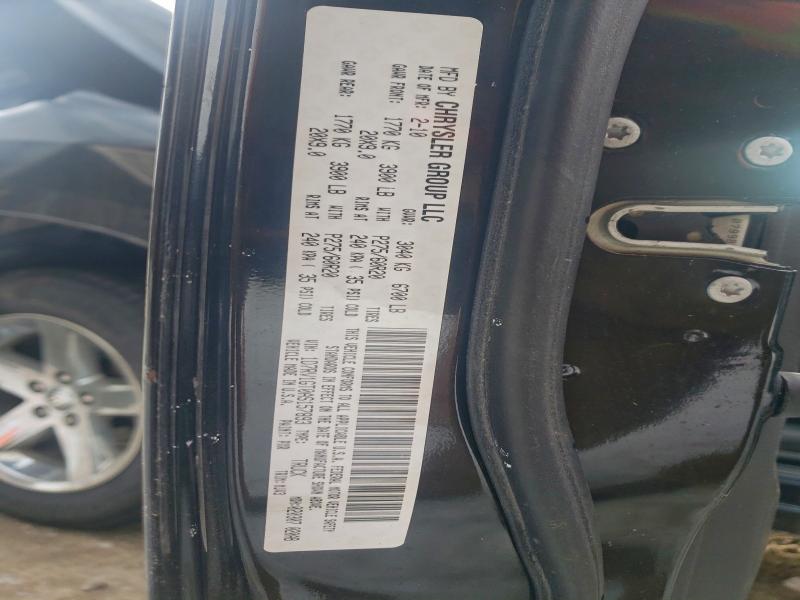 MFD BY CHRYSLER GROUP LLC
DATE OF MFR: 2-10 GVWR: 3040 KG 6700 LB
GAWR FRONT: 1770 KG 3900 LB WITH P275/60R20 TIRES
20X9.0 RIMS AT 240 KPA( 35 PSI) COLD
GAWR REAR: 1770 KG 3900 LB WITH P275/60R20 TIRES
20X9.0 RIMS AT 240 KPA( 35 PSI) COLD
THIS VEHICLE CONFORMS TO ALL APPLICABLE U.S.A. FEDERAL MOTOR VEHICLE SAFETY
STANDARDS IN EFFECT ON THE DATE OF MANUFACTURE SHOWN ABOVE.
VIN: TYPE: TRUCK
VEHICLE MADE IN U.S.A. PAINT: TRIM: